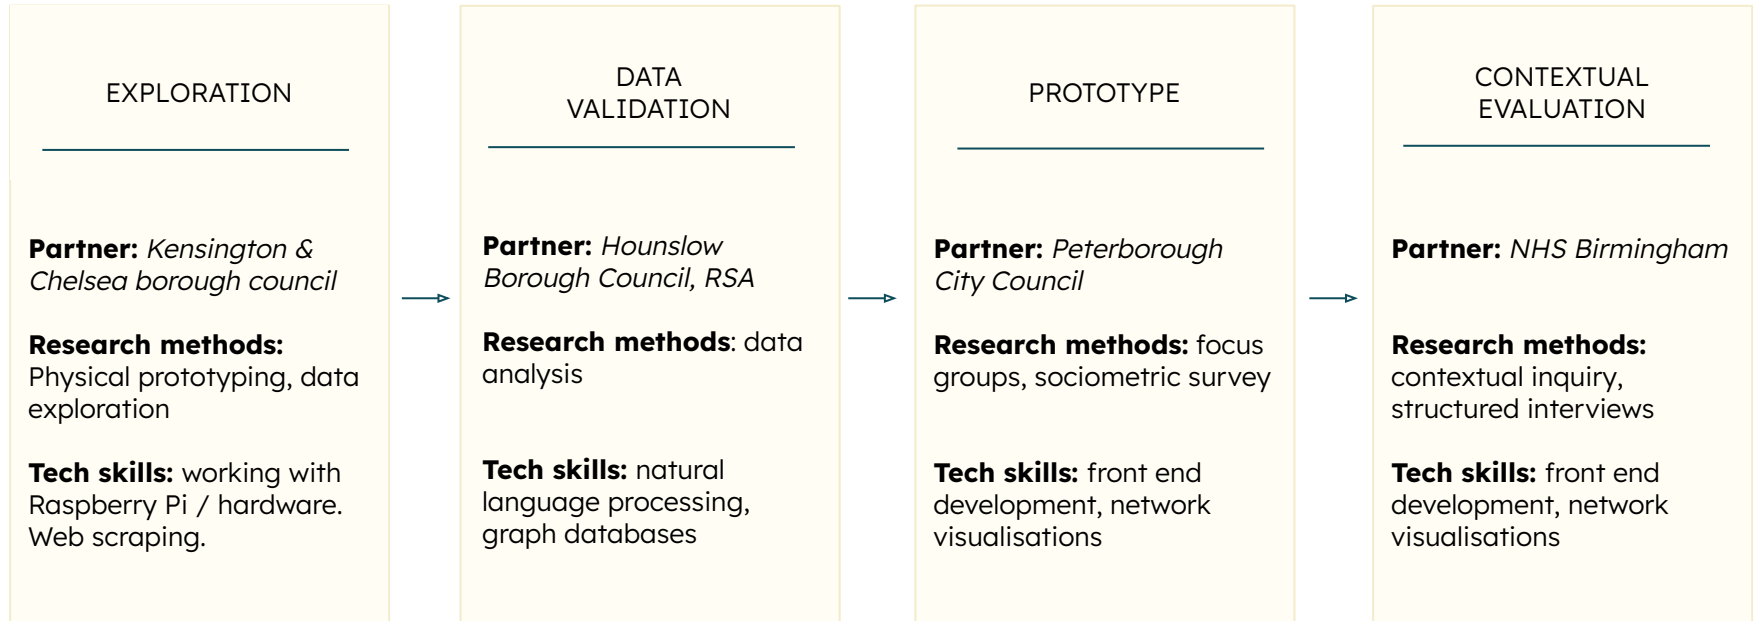 EXPLORATION
Partner: Kensington &
Chelsea borough council
Research methods:
Physical prototyping, data
exploration
Tech skills: working with
Raspberry Pi / hardware.
Web scraping.
DATA
VALIDATION
Partner: Hounslow
Borough Council, RSA
Research methods: data
analysis
Tech skills: natural
language processing,
graph databases
PROTOTYPE
Partner: Peterborough
City Council
Research methods: focus
groups, sociometric survey
Tech skills: front end
development, network
visualisations
CONTEXTUAL
EVALUATION
Partner: NHS Birmingham
Research methods:
contextual inquiry,
structured interviews
Tech skills: front end
development, network
visualisations